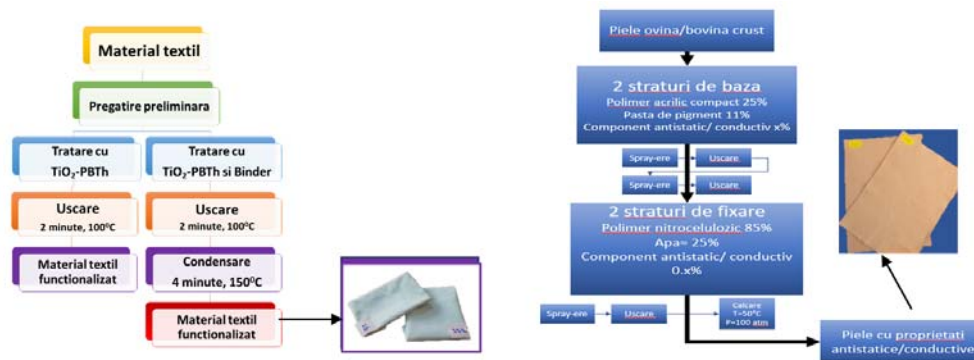 Material textil
Pregatire preliminara
Tratare cu
TiO₂-PBTh
Uscare
2 minute, 100⁰C
Material textil
functionalizat
Tratare cu
TiO₂-PBTh si Binder
Uscare
2 minute, 100⁰C
Condensare
4 minute, 150⁰C
Material textil
functionalizat
Piele ovina/bovina crust
2 straturi de baza
Polimer acrilic compact 25%
Pasta de pigment 11%
Component antistatic/ conductiv x%
Spray-ere
Uscare
Spray-ere
Uscare
2 straturi de fixare
Polimer nitrocelulozic 85%
Apa= 25%
Component antistatic/ conductiv
0.x%
Spray-ere
Uscare
Calcare
T=50⁰C
P=100 atm
Piele cu proprietati
antistatice/conductive